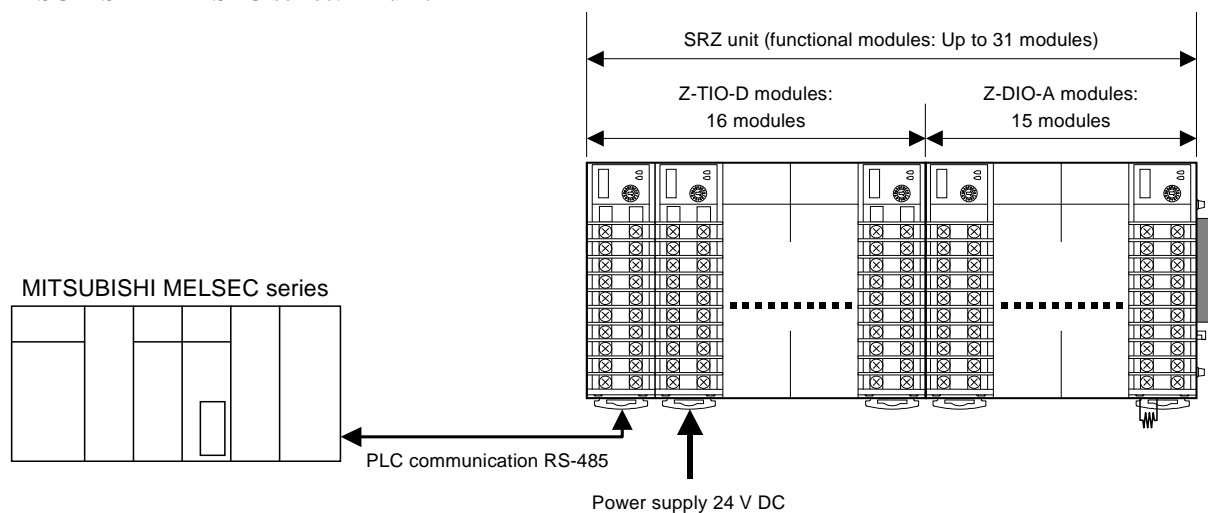 SRZ unit (functional modules: Up to 31 modules)
Z-TIO-D modules:
16 modules
Z-DIO-A modules:
15 modules
MITSUBISHI MELSEC series
PLC communication RS-485
Power supply 24 V DC